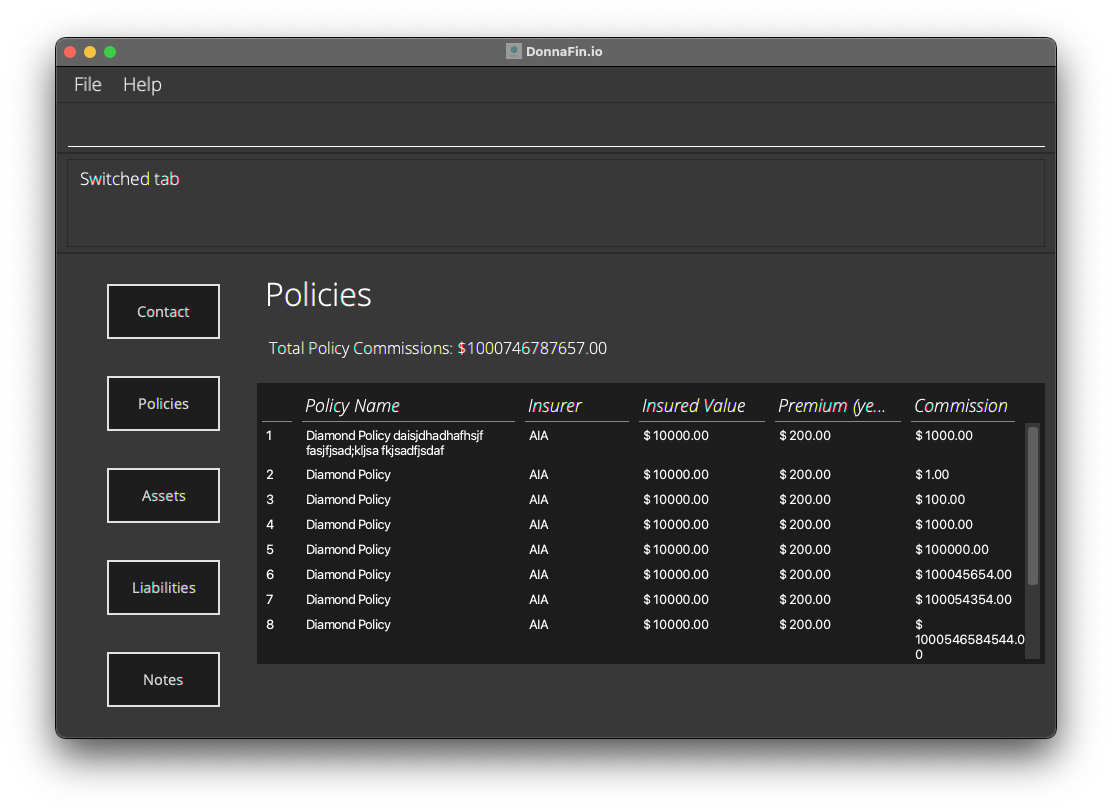 DonnaFin.io
File Help
Switched tab
Contact
Policies
Assets
Liabilities
Notes
Policies
Total Policy Commissions: $1000746787657.00
Policy Name Insurer Insured Value Premium (ye... Commission
1 Diamond Policy daisjdhadhafhsjf AIA $10000.00 $200.00 $1000.00
fasjfjsad;kljsa fkjsadfjsdaf
2 Diamond Policy AIA $10000.00 $200.00 $1.00
3 Diamond Policy AIA $10000.00 $200.00 $100.00
4 Diamond Policy AIA $10000.00 $200.00 $1000.00
5 Diamond Policy AIA $10000.00 $200.00 $100000.00
6 Diamond Policy AIA $10000.00 $200.00 $100045654.00
7 Diamond Policy AIA $10000.00 $200.00 $100054354.00
8 Diamond Policy AIA $10000.00 $200.00 $
1000546584544.0
0